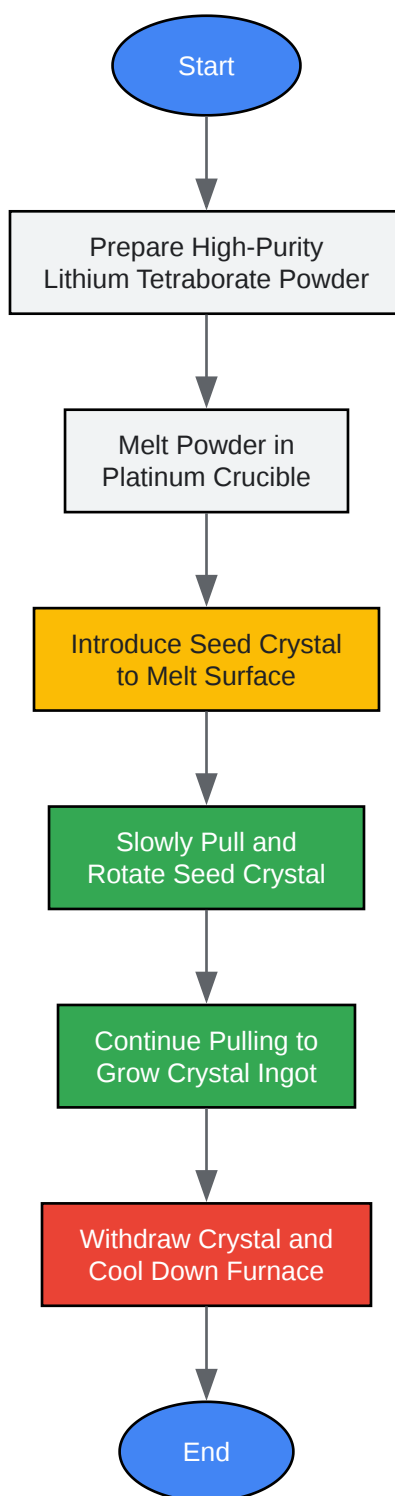 Start
Prepare High-Purity
Lithium Tetraborate Powder
Melt Powder in
Platinum Crucible
Introduce Seed Crystal
to Melt Surface
Slowly Pull and
Rotate Seed Crystal
Continue Pulling to
Grow Crystal Ingot
Withdraw Crystal and
Cool Down Furnace
End